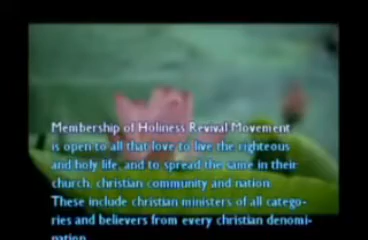 Membership of Holiness Revival Movement
is open to all that love to live the righteous
and holy life, and to spread the same in their
church, christian community and nation.
These include christian ministers of all catego-
ries and believers from every christian denomi-
nation